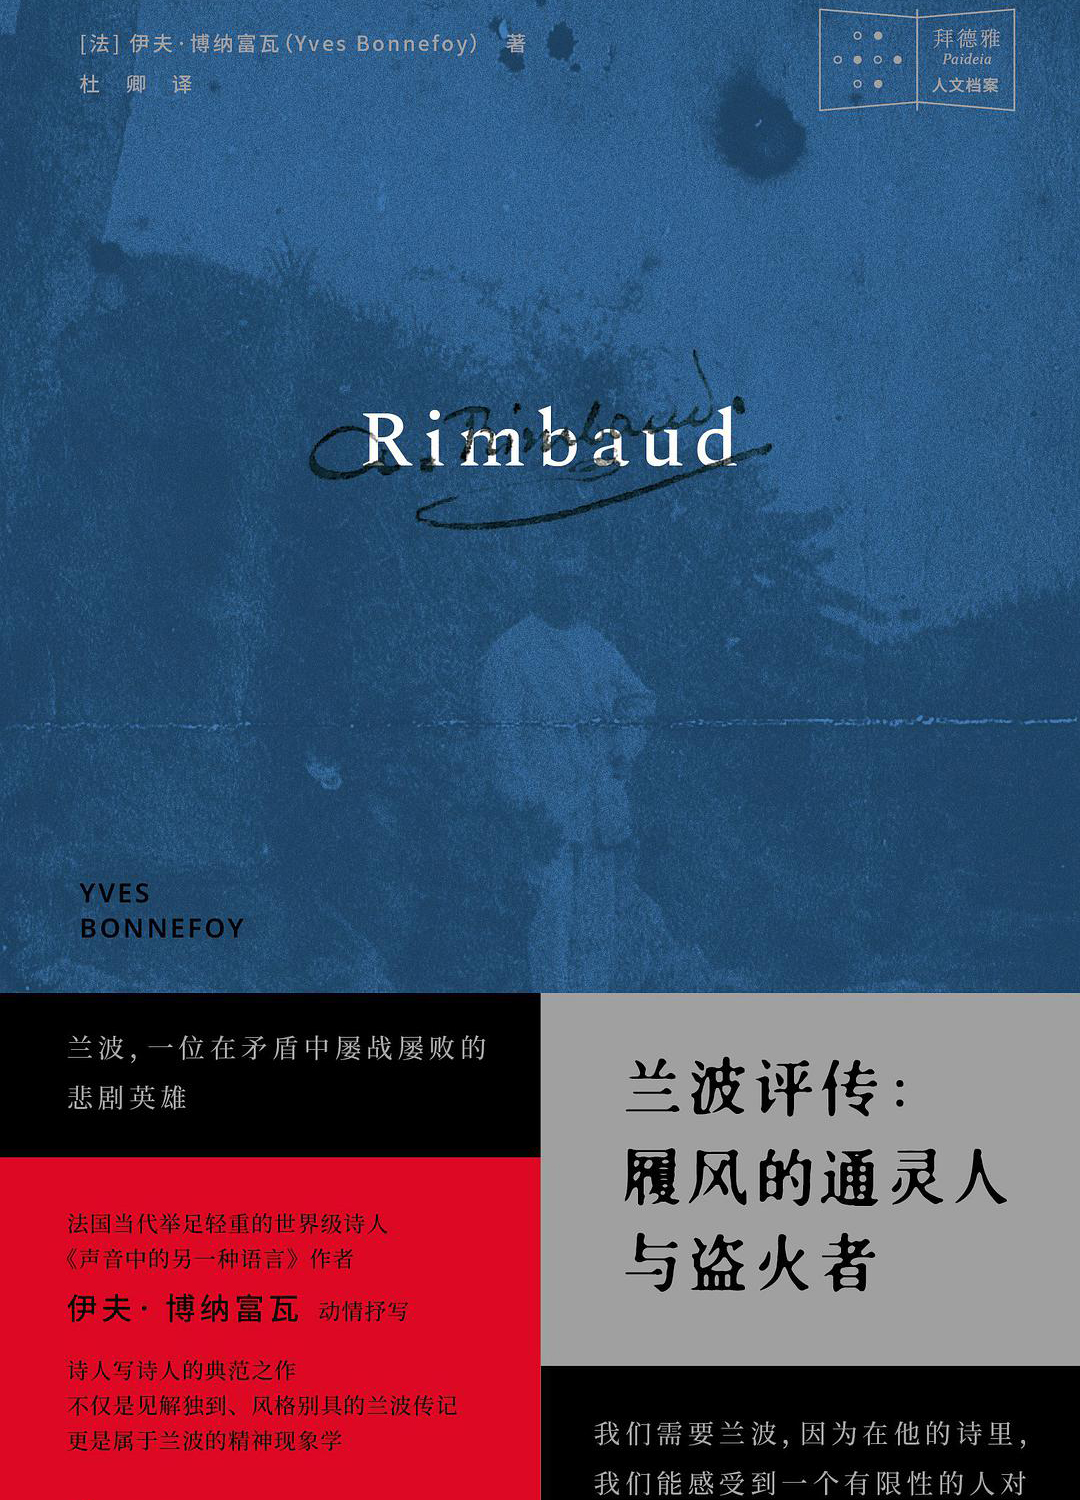 [法] 伊夫·博纳富瓦（Yves Bonnefoy） 著
杜 卿 译
拜德雅
Paideia
人文档案
Rimbaud
A. Rimbaud.
YVES
BONNEFOY
兰波，一位在矛盾中屡战屡败的
悲剧英雄
兰波评传：
履风的通灵人
与盗火者
法国当代举足轻重的世界级诗人
《声音中的另一种语言》作者
伊夫·博纳富瓦 动情抒写
诗人写诗人的典范之作
不仅是见解独到、风格别具的兰波传记
更是属于兰波的精神现象学
我们需要兰波，因为在他的诗里，
我们能感受到一个有限性的人对